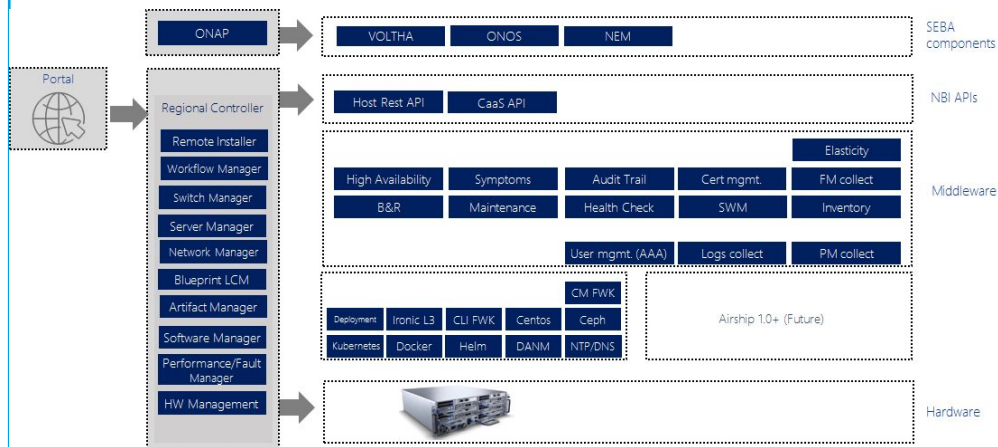 ONAP
VOLTHA
ONOS
NEM
SEBA
components
Portal
Regional Controller
Remote Installer
Workflow Manager
Switch Manager
Server Manager
Network Manager
Blueprint LCM
Artifact Manager
Software Manager
Performance/Fault
Manager
HW Management
Host Rest API
CaaS API
NBI APIs
Elasticity
High Availability
Symptoms
Audit Trail
Cert mgmt.
FM collect
B&R
Maintenance
Health Check
SWM
Inventory
User mgmt. (AAA)
Logs collect
PM collect
Middleware
CM FWK
Deployment
Ironic L3
CLI FWK
Centos
Ceph
Kubernetes
Docker
Helm
DANM
NTP/DNS
Airship 1.0+ (Future)
Hardware